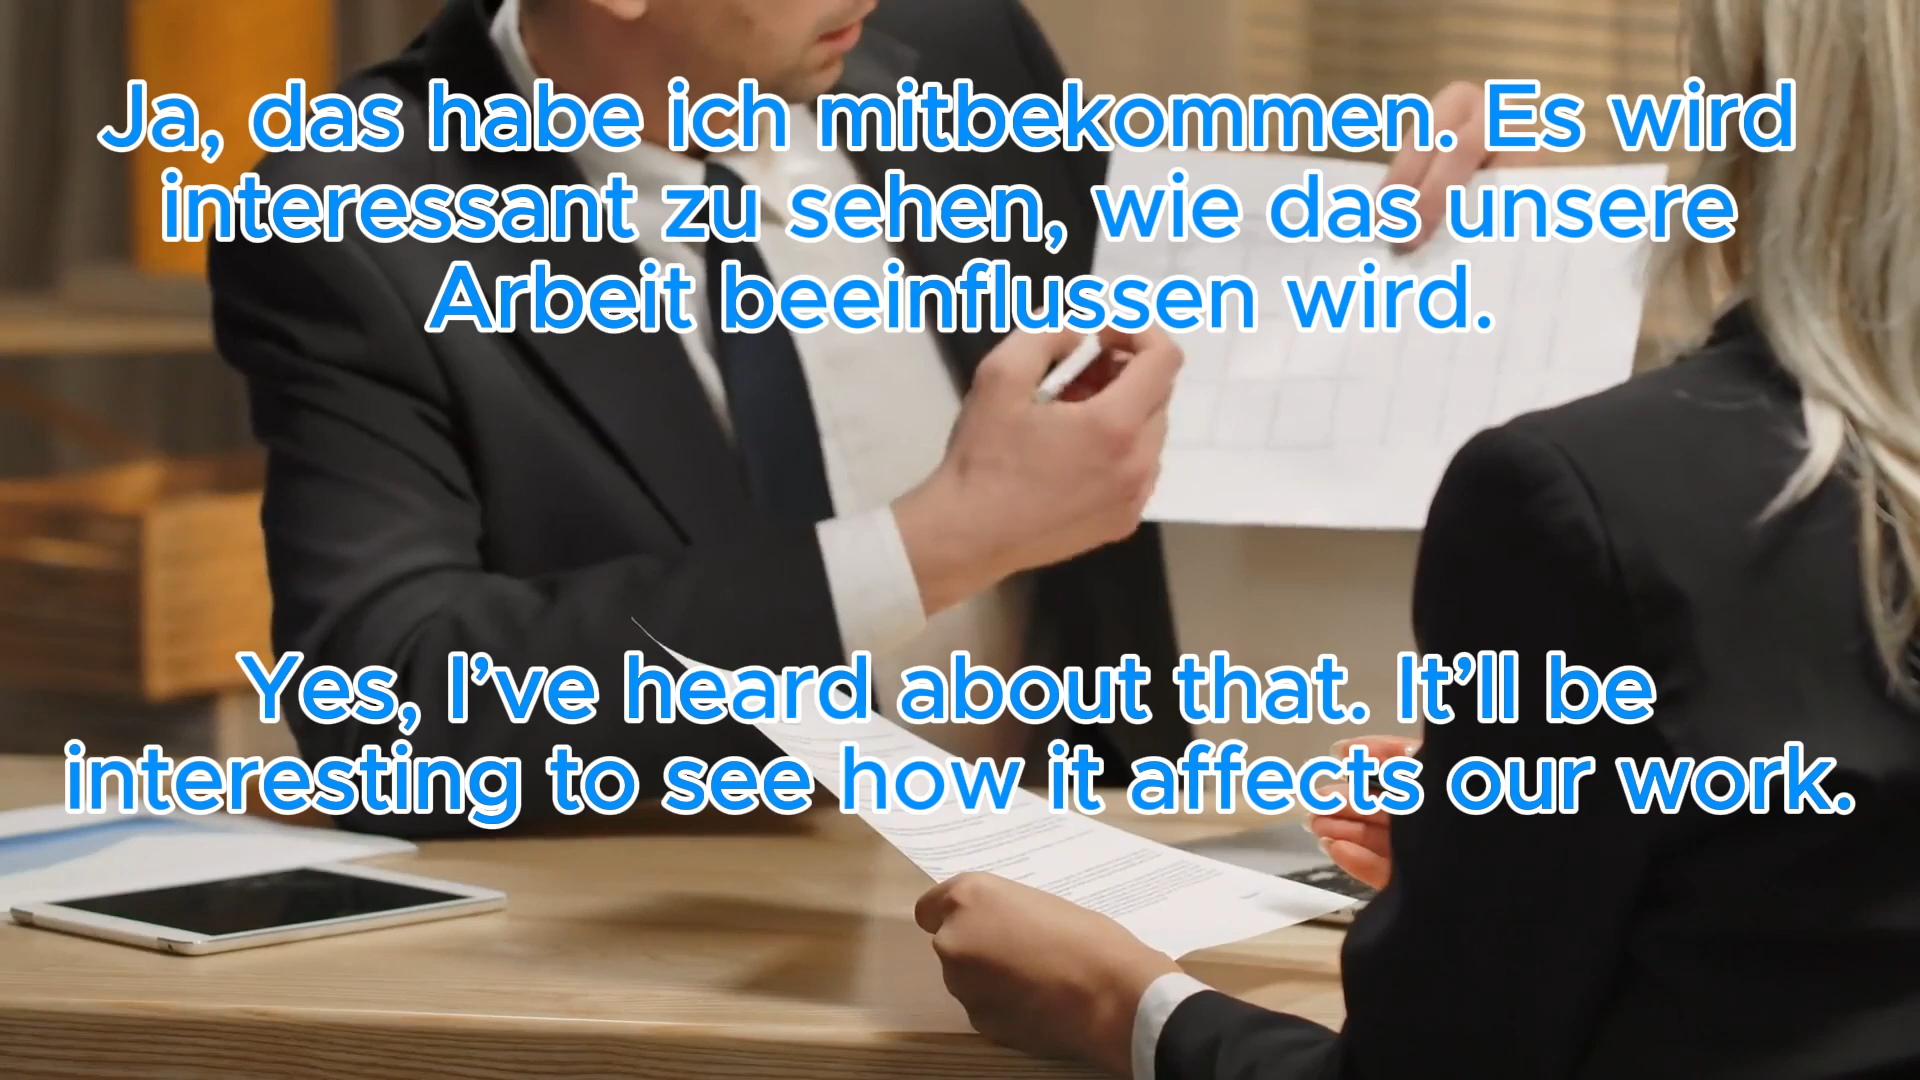 Ja, das habe ich mitbekommen. Es wird
interessant zu sehen, wie das unsere
Arbeit beeinflussen wird.
Yes, I’ve heard about that. It’ll be
interesting to see how it affects our work.